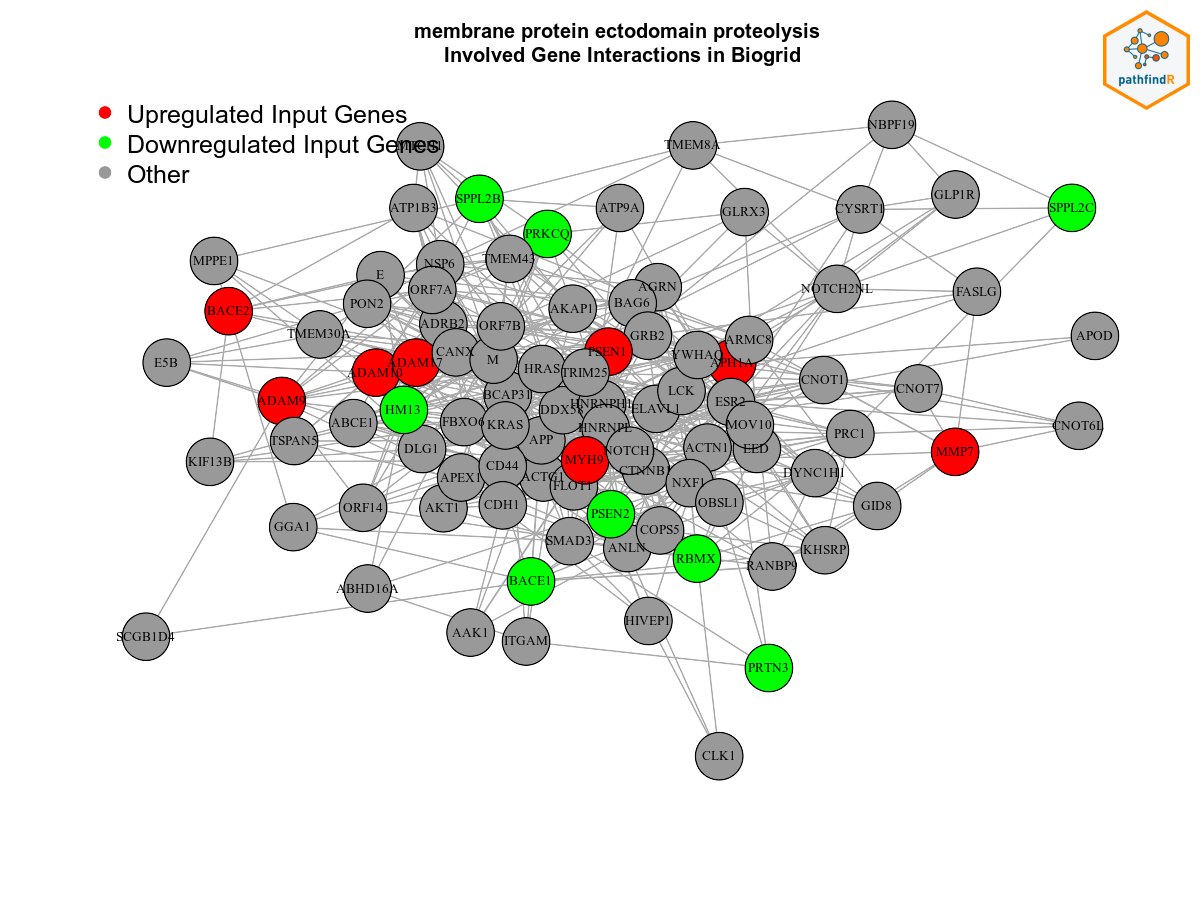 membrane protein ectodomain proteolysis
Involved Gene Interactions in Biogrid
pathfindR
Upregulated Input Genes
Downregulated Input Genes
Other
NBPF19
TMEM8A
SPPL2B
ATP1B3
ATP9A
GLRX3
CYSRT1
GLP1R
SPPL2C
PRKCQ
MPPE1
E
NSP6
TMEM43
PON2
ORF7A
AKAP1
AGRN
BAG6
NOTCH2NL
FASLG
BACE2
TMEM30A
ADRB2
ORF7B
GRB2
ARMC8
APOD
E5B
ADAM10
ADAM17
CANX
M
HRAS
TRIM25
PSEN1
YWHAQ
APH1A
CNOT1
CNOT7
ADAM9
HM13
BCAP31
DDX58
HNRNPH1
ELAVL1
LCK
ESR2
ABCE1
FBXO6
KRAS
MOV10
PRC1
CNOT6L
TSPAN5
DLG1
APP
NOTCH1
ACTN1
EED
MMP7
KIF13B
CD44
MYH9
CTNNB1
DYNC1H1
APEX1
ACTG1
FLOT1
NXF1
ORF14
AKT1
CDH1
PSEN2
OBSL1
GID8
GGA1
SMAD3
ANLN
COPS5
RBMX
RANBP9
KHSRP
ABHD16A
BACE1
SCGB1D4
AAK1
ITGAM
HIVEP1
PRTN3
CLK1